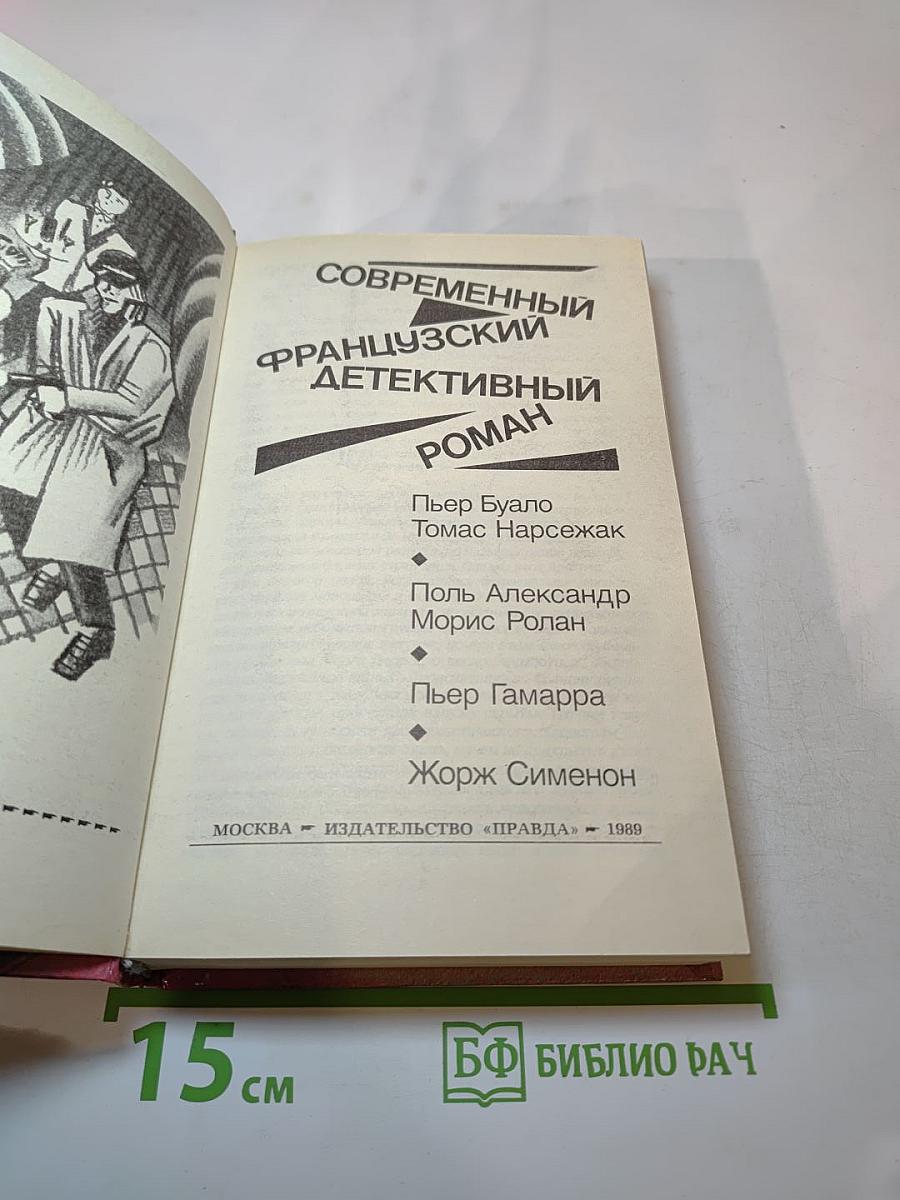 СОВРЕМЕННЫЙ
ФРАНЦУЗСКИЙ
ДЕТЕКТИВНЫЙ
РОМАН
Пьер Буало
Томас Нарсежак
Поль Александр
Морис Ролан
Пьер Гамарра
Жорж Сименон
МОСКВА ИЗДАТЕЛЬСТВО «ПРАВДА» 1989
15 см
БФ БИБЛИО